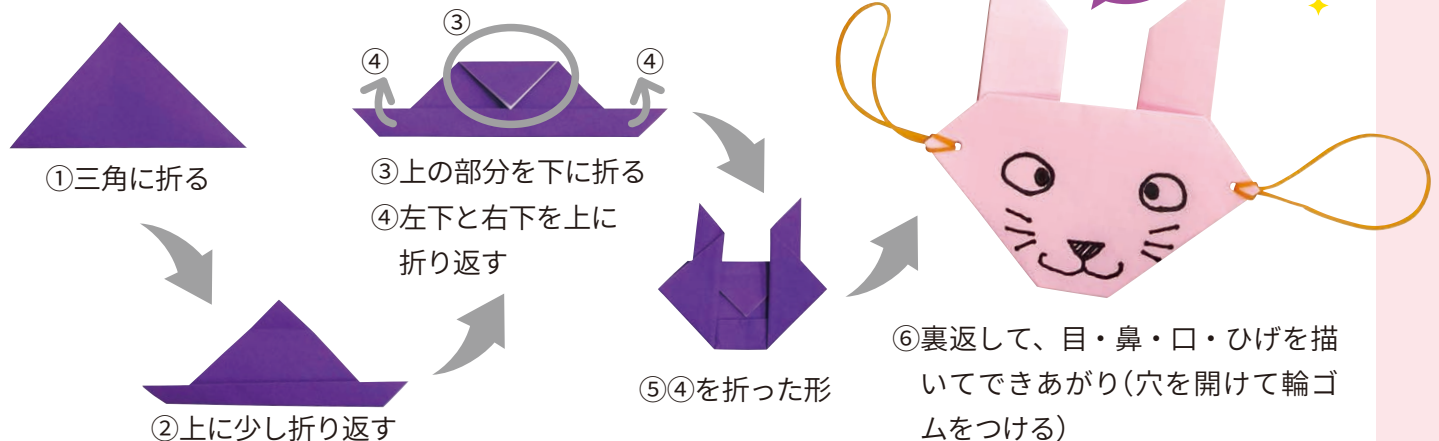 ①三角に折る
②上に少し折り返す
③
④
④
③上の部分を下に折る
④左下と右下を上に
折り返す
⑤④を折った形
⑥裏返して、目・鼻・口・ひげを描
いてできあがり(穴を開けて輪ゴ
ムをつける)